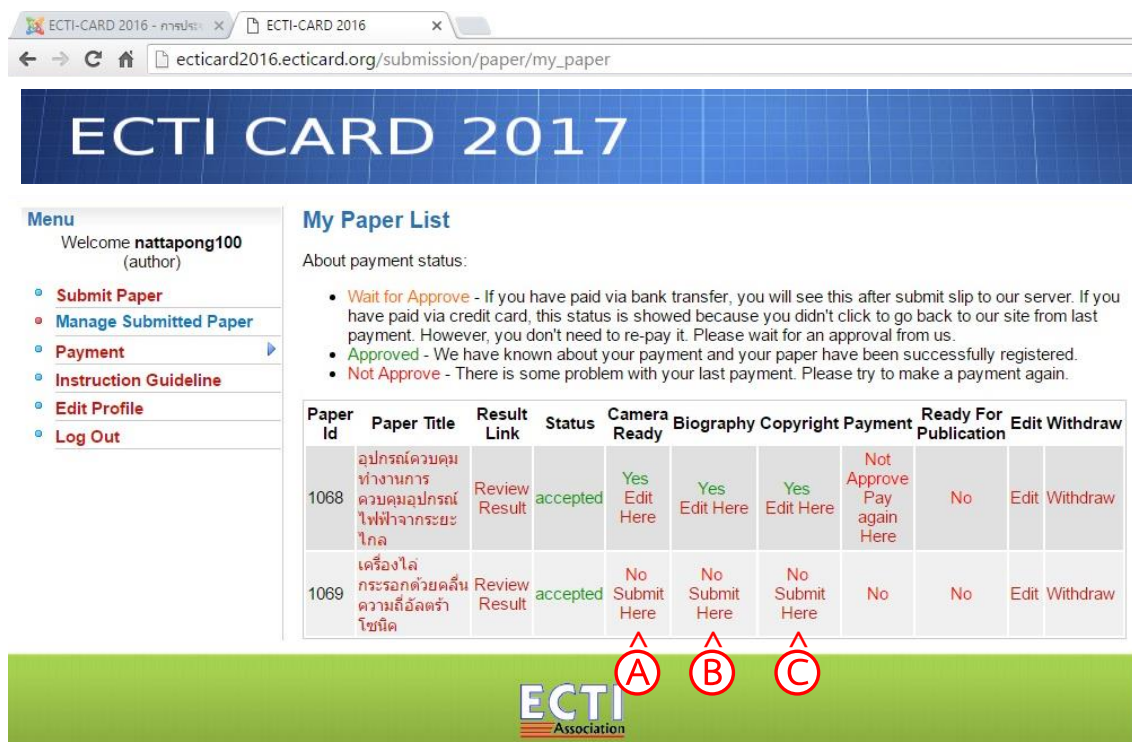 ECTI-CARD 2016 - การประ
ECTI-CARD 2016
ecticard2016.ecticard.org/submission/paper/my_paper
ECTI CARD 2017
Menu
Welcome nattapong100
(author)
Submit Paper
Manage Submitted Paper
Payment
Instruction Guideline
Edit Profile
Log Out
My Paper List
About payment status:
Wait for Approve - If you have paid via bank transfer, you will see this after submit slip to our server. If you
have paid via credit card, this status is showed because you didn't click to go back to our site from last
payment. However, you don't need to re-pay it. Please wait for an approval from us.
Approved - We have known about your payment and your paper have been successfully registered.
Not Approve - There is some problem with your last payment. Please try to make a payment again.
Paper Id Paper Title Result Link Status Camera Ready Biography Copyright Payment Ready For Publication Edit Withdraw
1068 อุปกรณ์ควบคุม ทำงานการ ควบคุมอุปกรณ์ ไฟฟ้าจากระยะ ไกล Review Result accepted Yes Edit Here Yes Edit Here Yes Edit Here Not Approve Pay again Here No Edit Withdraw
1069 เครื่องไล่ กระรอกด้วยคลื่น ความถี่อัลตร้า โซนิค Review Result accepted No Submit Here No Submit Here No Submit Here No No Edit Withdraw
A B C
ECTI
Association